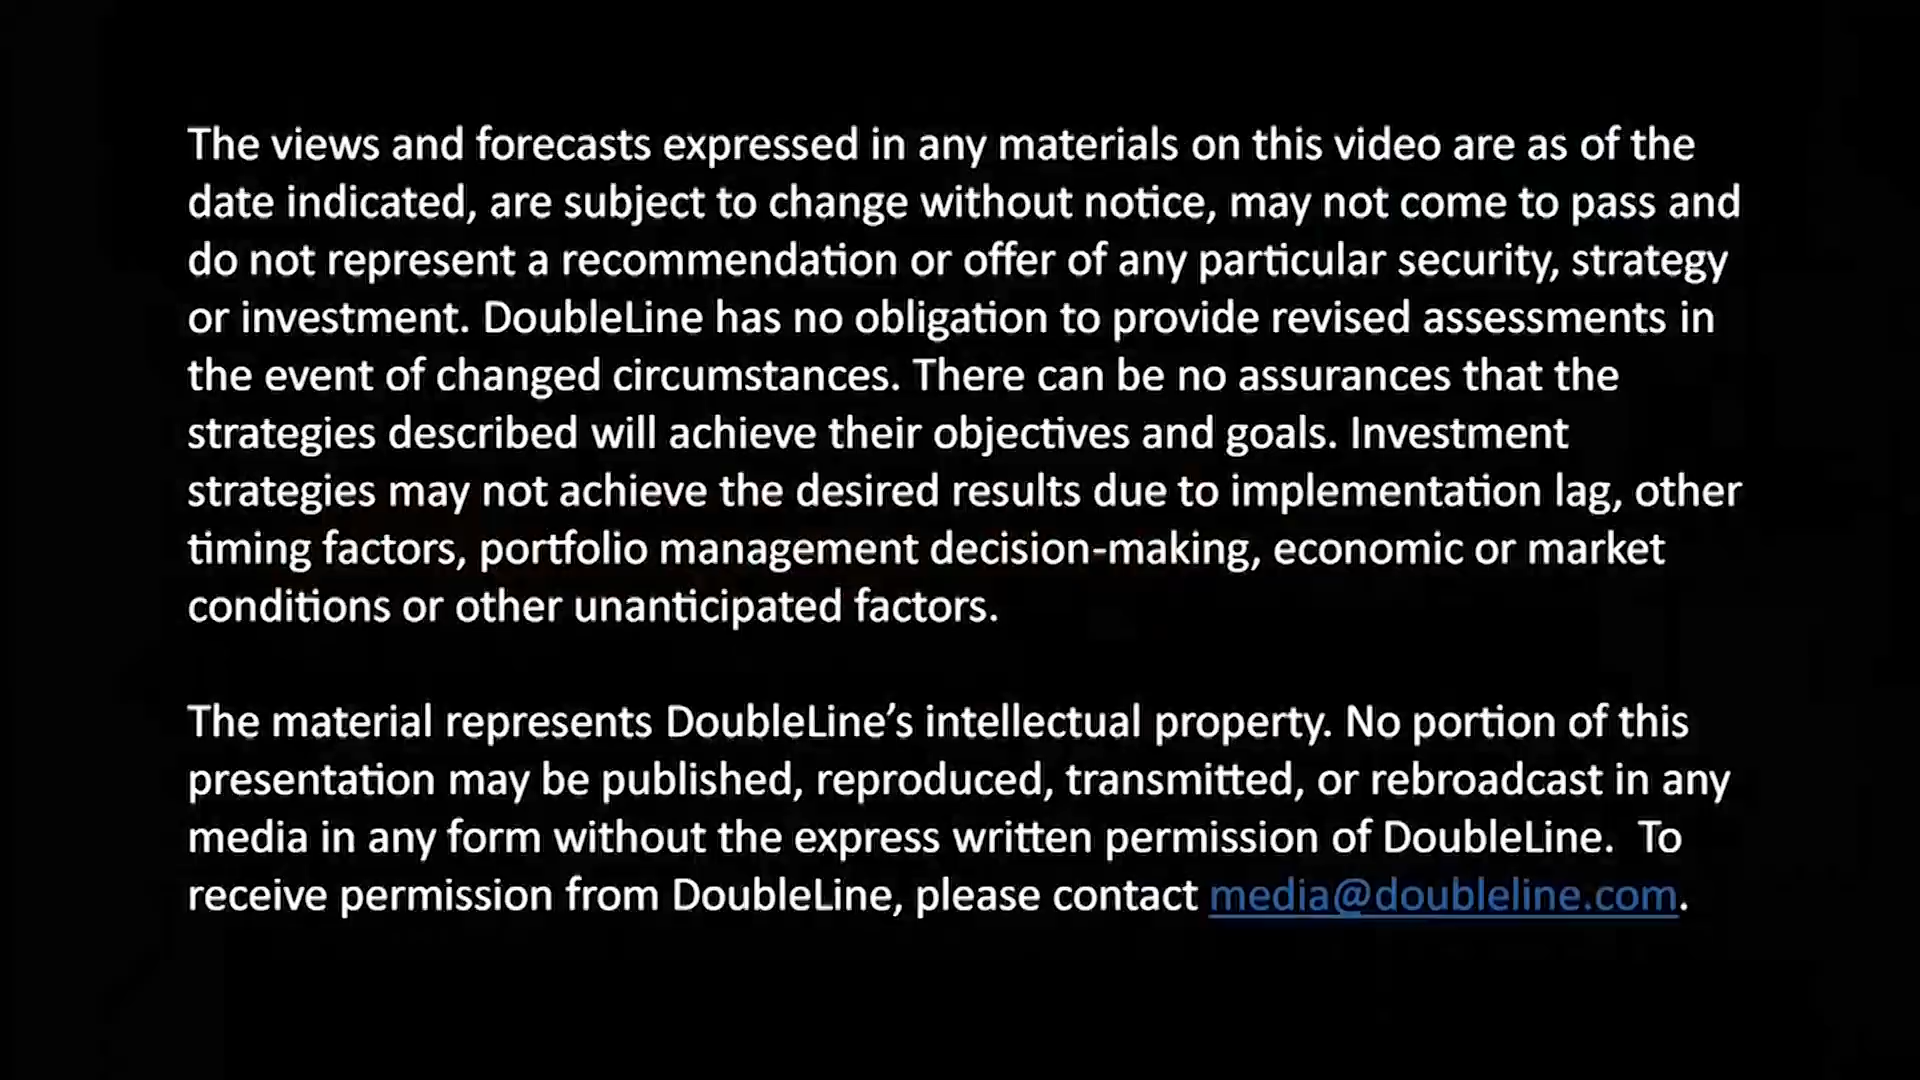 The views and forecasts expressed in any materials on this video are as of the
date indicated, are subject to change without notice, may not come to pass and
do not represent a recommendation or offer of any particular security, strategy
or investment. DoubleLine has no obligation to provide revised assessments in
the event of changed circumstances. There can be no assurances that the
strategies described will achieve their objectives and goals. Investment
strategies may not achieve the desired results due to implementation lag, other
timing factors, portfolio management decision-making, economic or market
conditions or other unanticipated factors.
The material represents DoubleLine’s intellectual property. No portion of this
presentation may be published, reproduced, transmitted, or rebroadcast in any
media in any form without the express written permission of DoubleLine.  To
receive permission from DoubleLine, please contact media@doubleline.com.